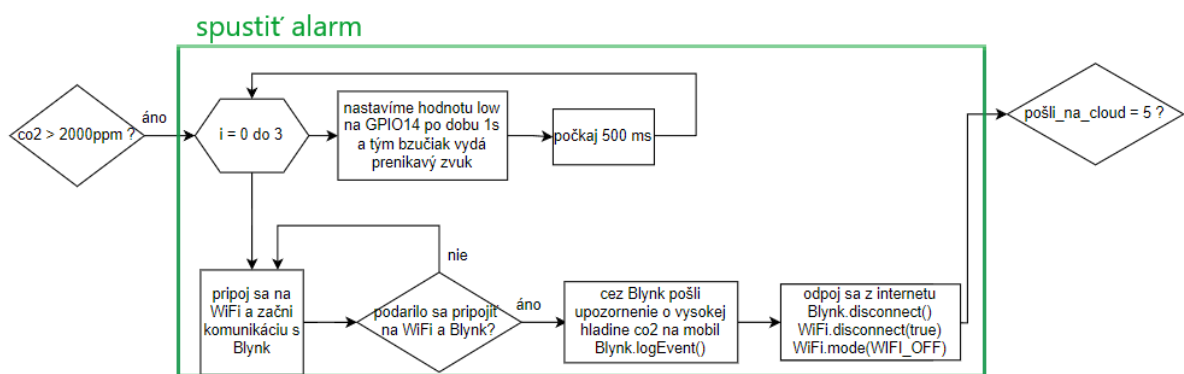 spustiť alarm
co2 > 2000ppm ?
áno
i = 0 do 3
nastavíme hodnotu low
na GPIO14 po dobu 1s
a tým bzučiak vydá
prenikavý zvuk
počkaj 500 ms
pošli_na_cloud = 5 ?
pripoj sa na
WiFi a začni
komunikáciu s
Blynk
nie
podarilo sa pripojiť
na WiFi a Blynk?
áno
cez Blynk pošli
upozornenie o vysokej
hladine co2 na mobil
Blynk.logEvent()
odpoj sa z internetu
Blynk.disconnect()
WiFi.disconnect(true)
WiFi.mode(WIFI_OFF)